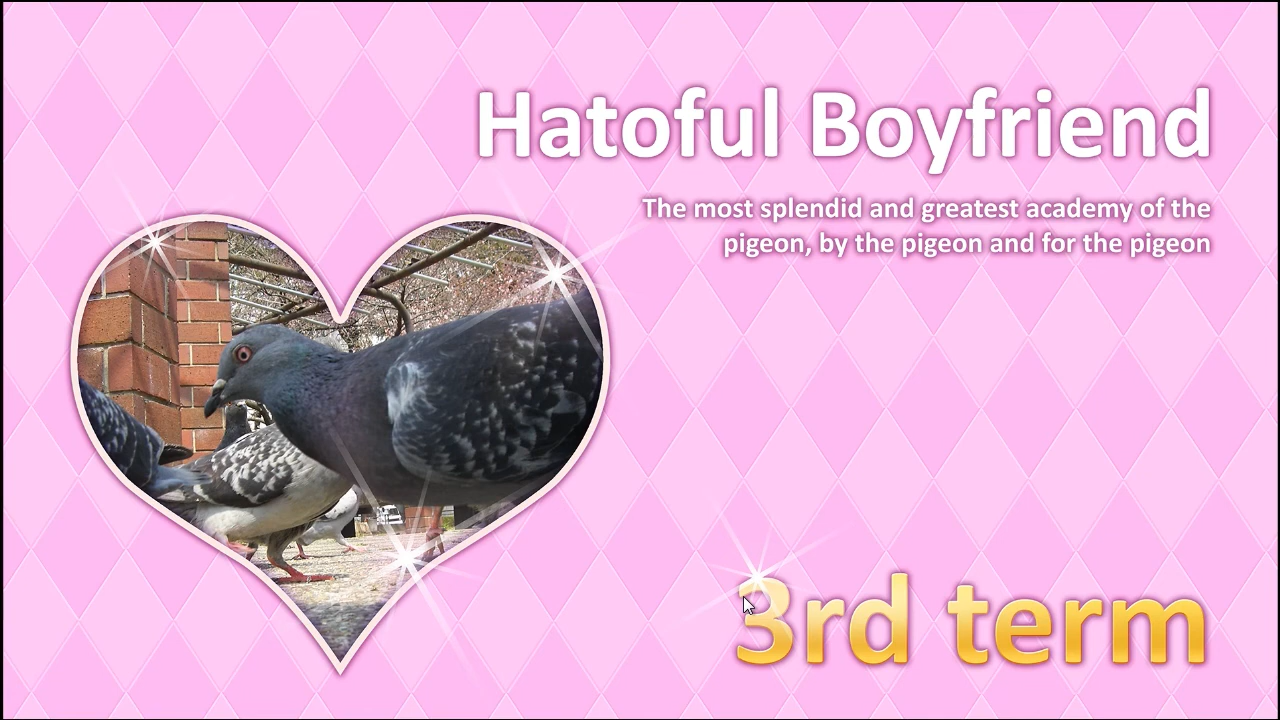 Hatoful Boyfriend
The most splendid and greatest academy of the
pigeon, by the pigeon and for the pigeon
3rd term